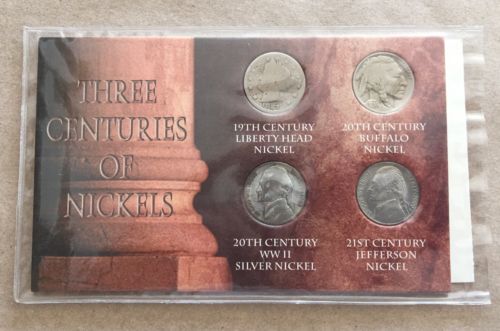 THREE
CENTURIES
OF
NICKELS
19TH CENTURY
LIBERTY HEAD
NICKEL
20TH CENTURY
BUFFALO
NICKEL
20TH CENTURY
WW II
SILVER NICKEL
21ST CENTURY
JEFFERSON
NICKEL